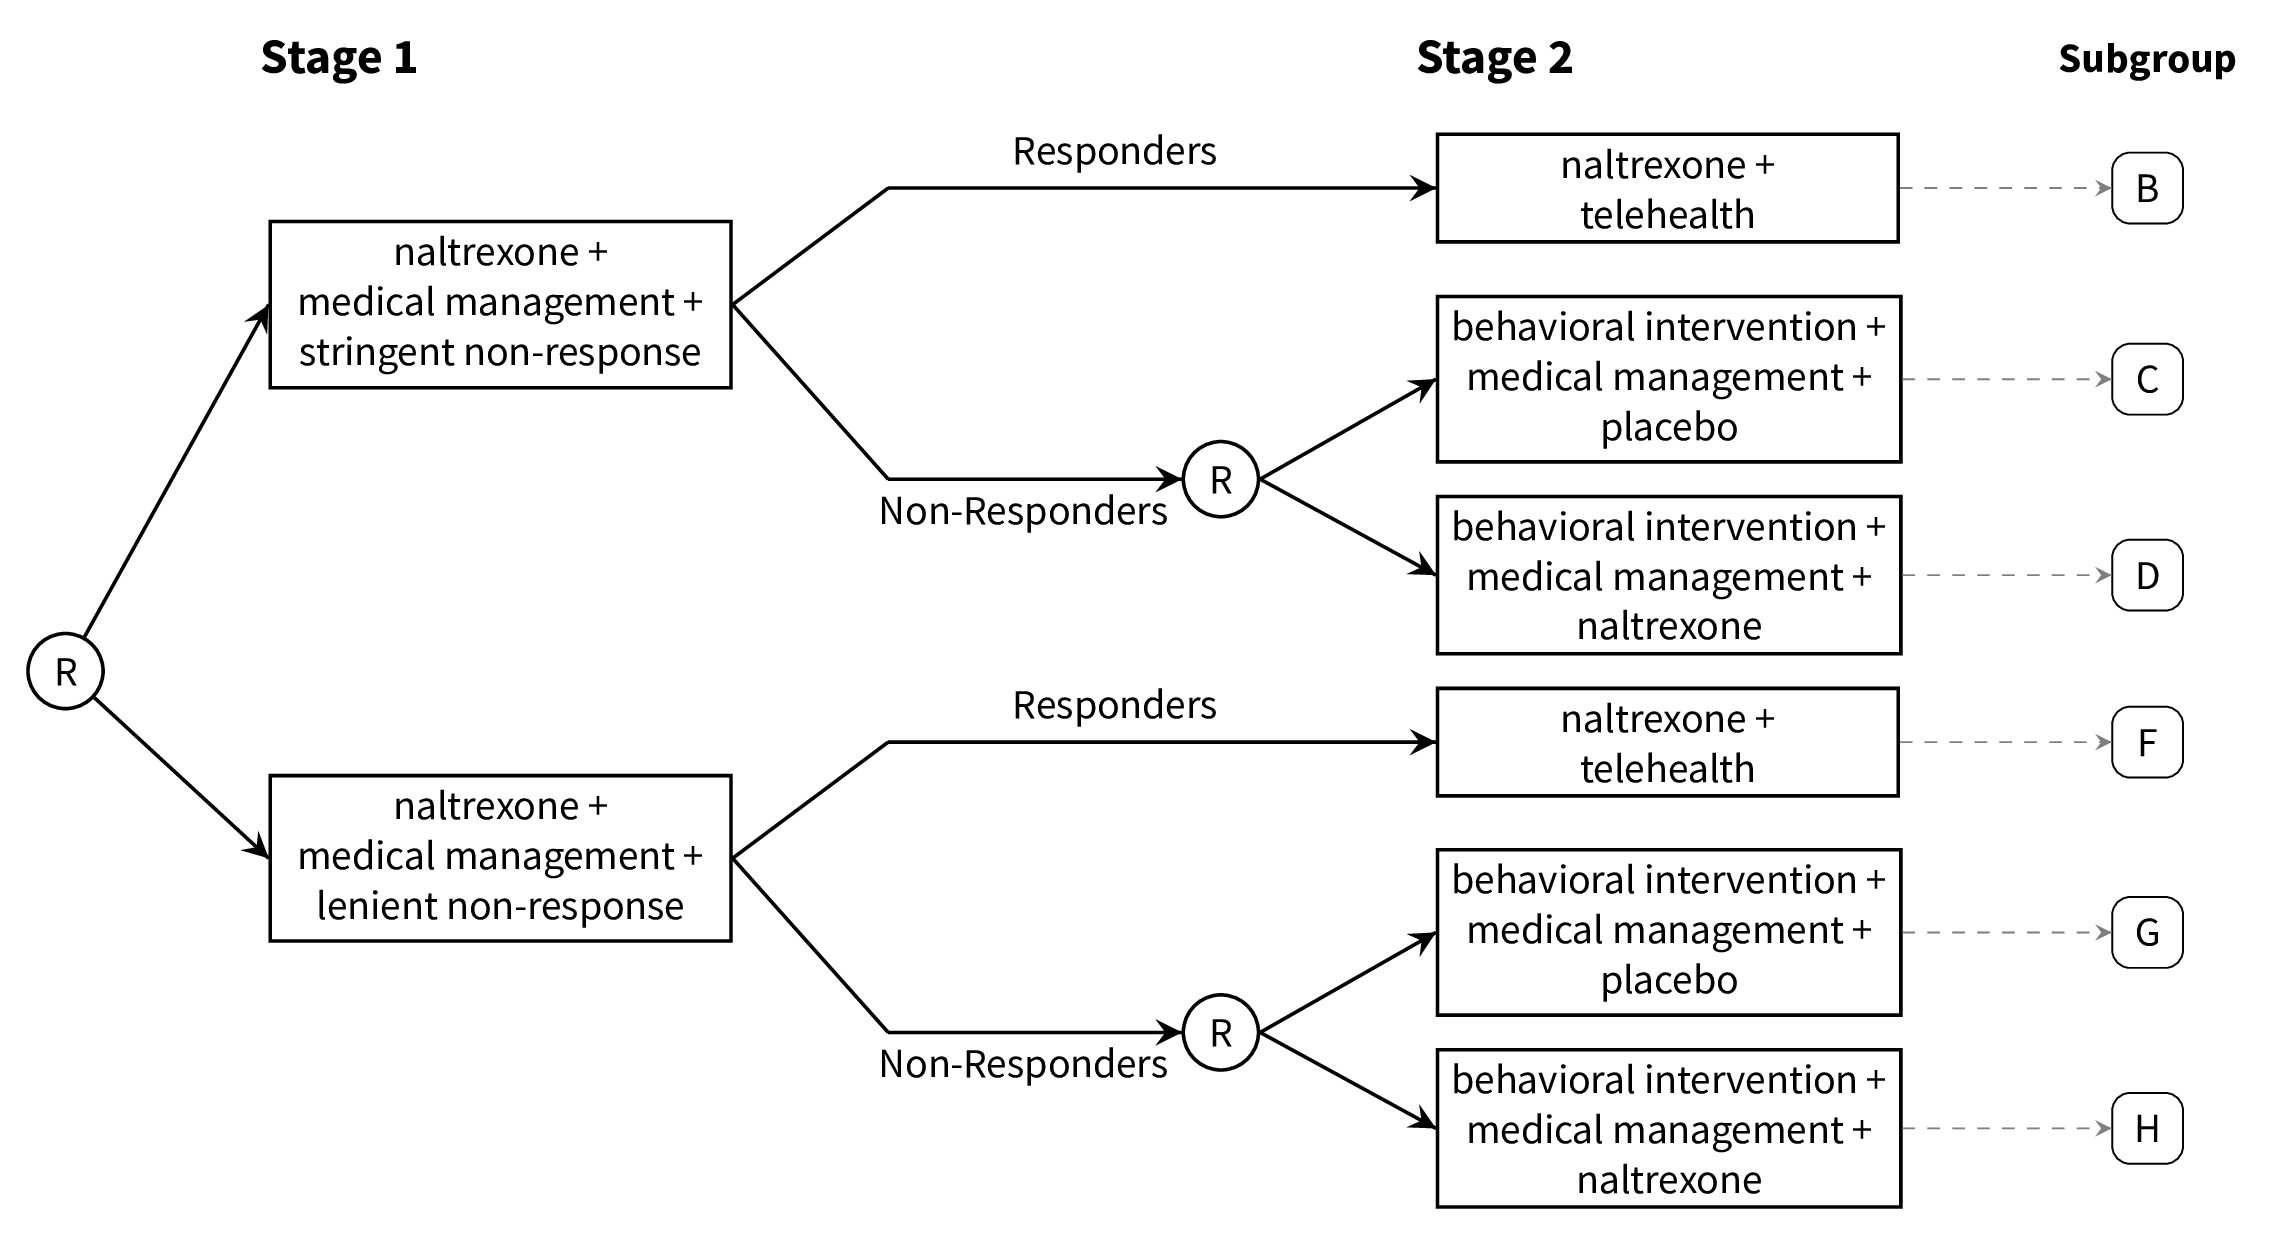 Stage 1
Stage 2
Subgroup
Responders
naltrexone +
telehealth
B
naltrexone +
medical management +
stringent non-response
behavioral intervention +
medical management +
placebo
C
R
Non-Responders
behavioral intervention +
medical management +
naltrexone
D
R
Responders
naltrexone +
telehealth
F
naltrexone +
medical management +
lenient non-response
behavioral intervention +
medical management +
placebo
G
R
Non-Responders
behavioral intervention +
medical management +
naltrexone
H